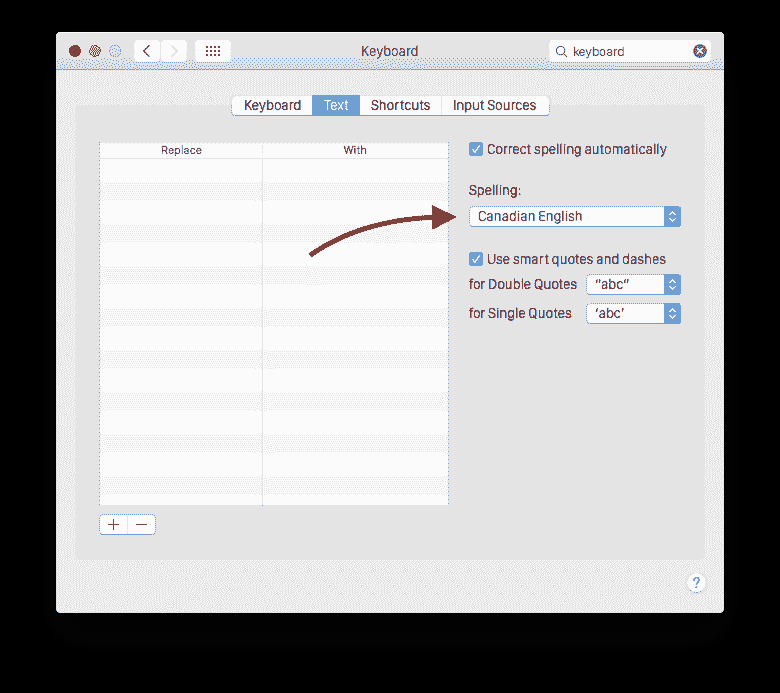 Keyboard
keyboard
Keyboard Text Shortcuts Input Sources
Replace With
Correct spelling automatically
Spelling:
Canadian English
Use smart quotes and dashes
for Double Quotes “abc”
for Single Quotes ‘abc’
+ −
?